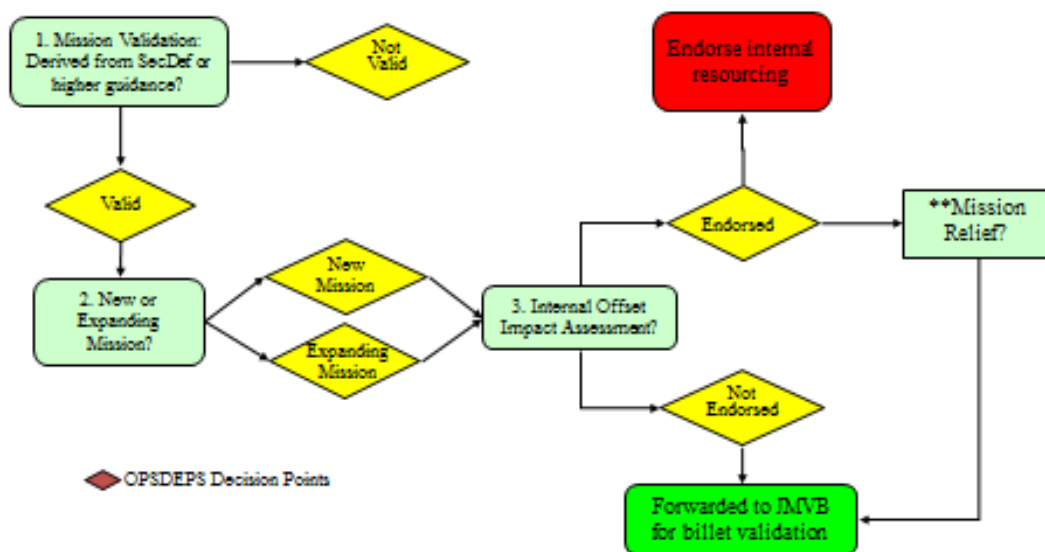 1. Mission Validation:
Derived from SecDef or
higher guidance?
Not
Valid
Endorse internal
resourcing
Valid
Endorsed
**Mission
Relief?
New
Mission
2. New or
Expanding
Mission?
3. Internal Offset
Impact Assessment?
Expanding
Mission
Not
Endorsed
OPSDEPS Decision Points
Forwarded to JMVB
for billet validation